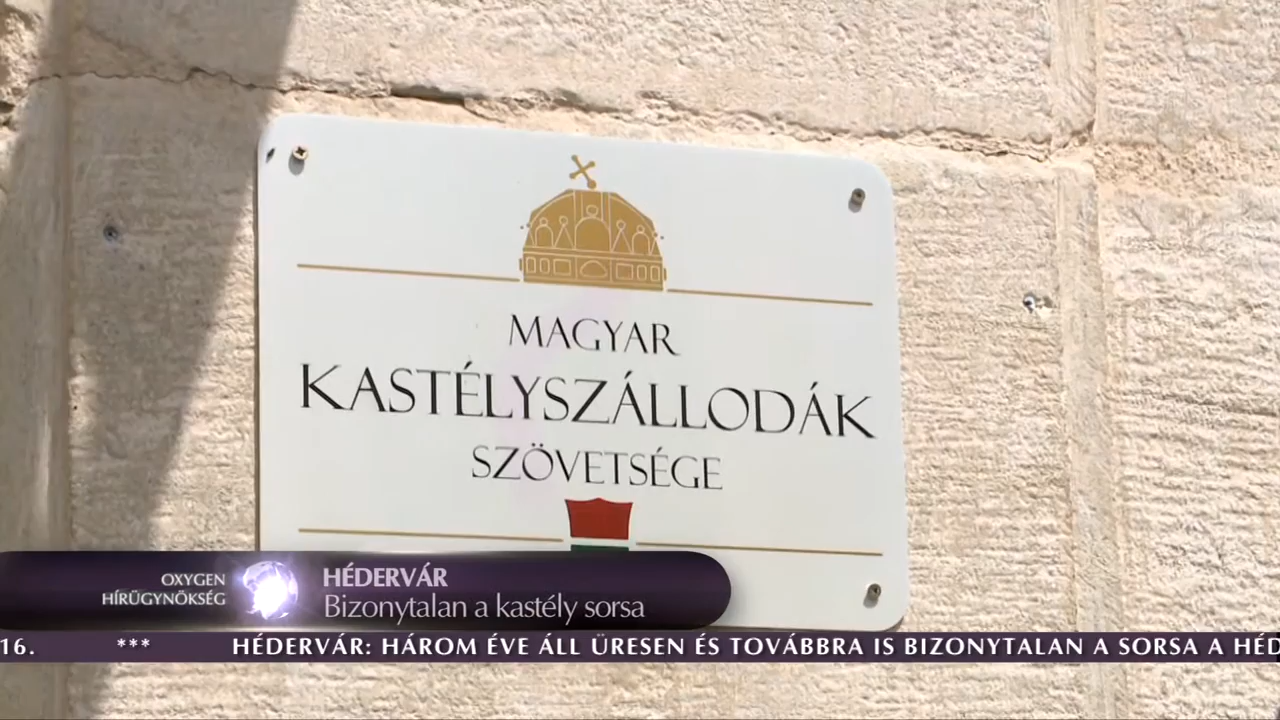 MAGYAR
KASTÉLYSZÁLLODÁK
SZÖVETSÉGE
OXYGEN
HÍRÜGYNÖKSÉG
HÉDERVÁR
Bizonytalan a kastély sorsa
16. *** HÉDERVÁR: HÁROM ÉVE ÁLL ÜRESEN ÉS TOVÁBBRA IS BIZONYTALAN A SORSA A HÉD